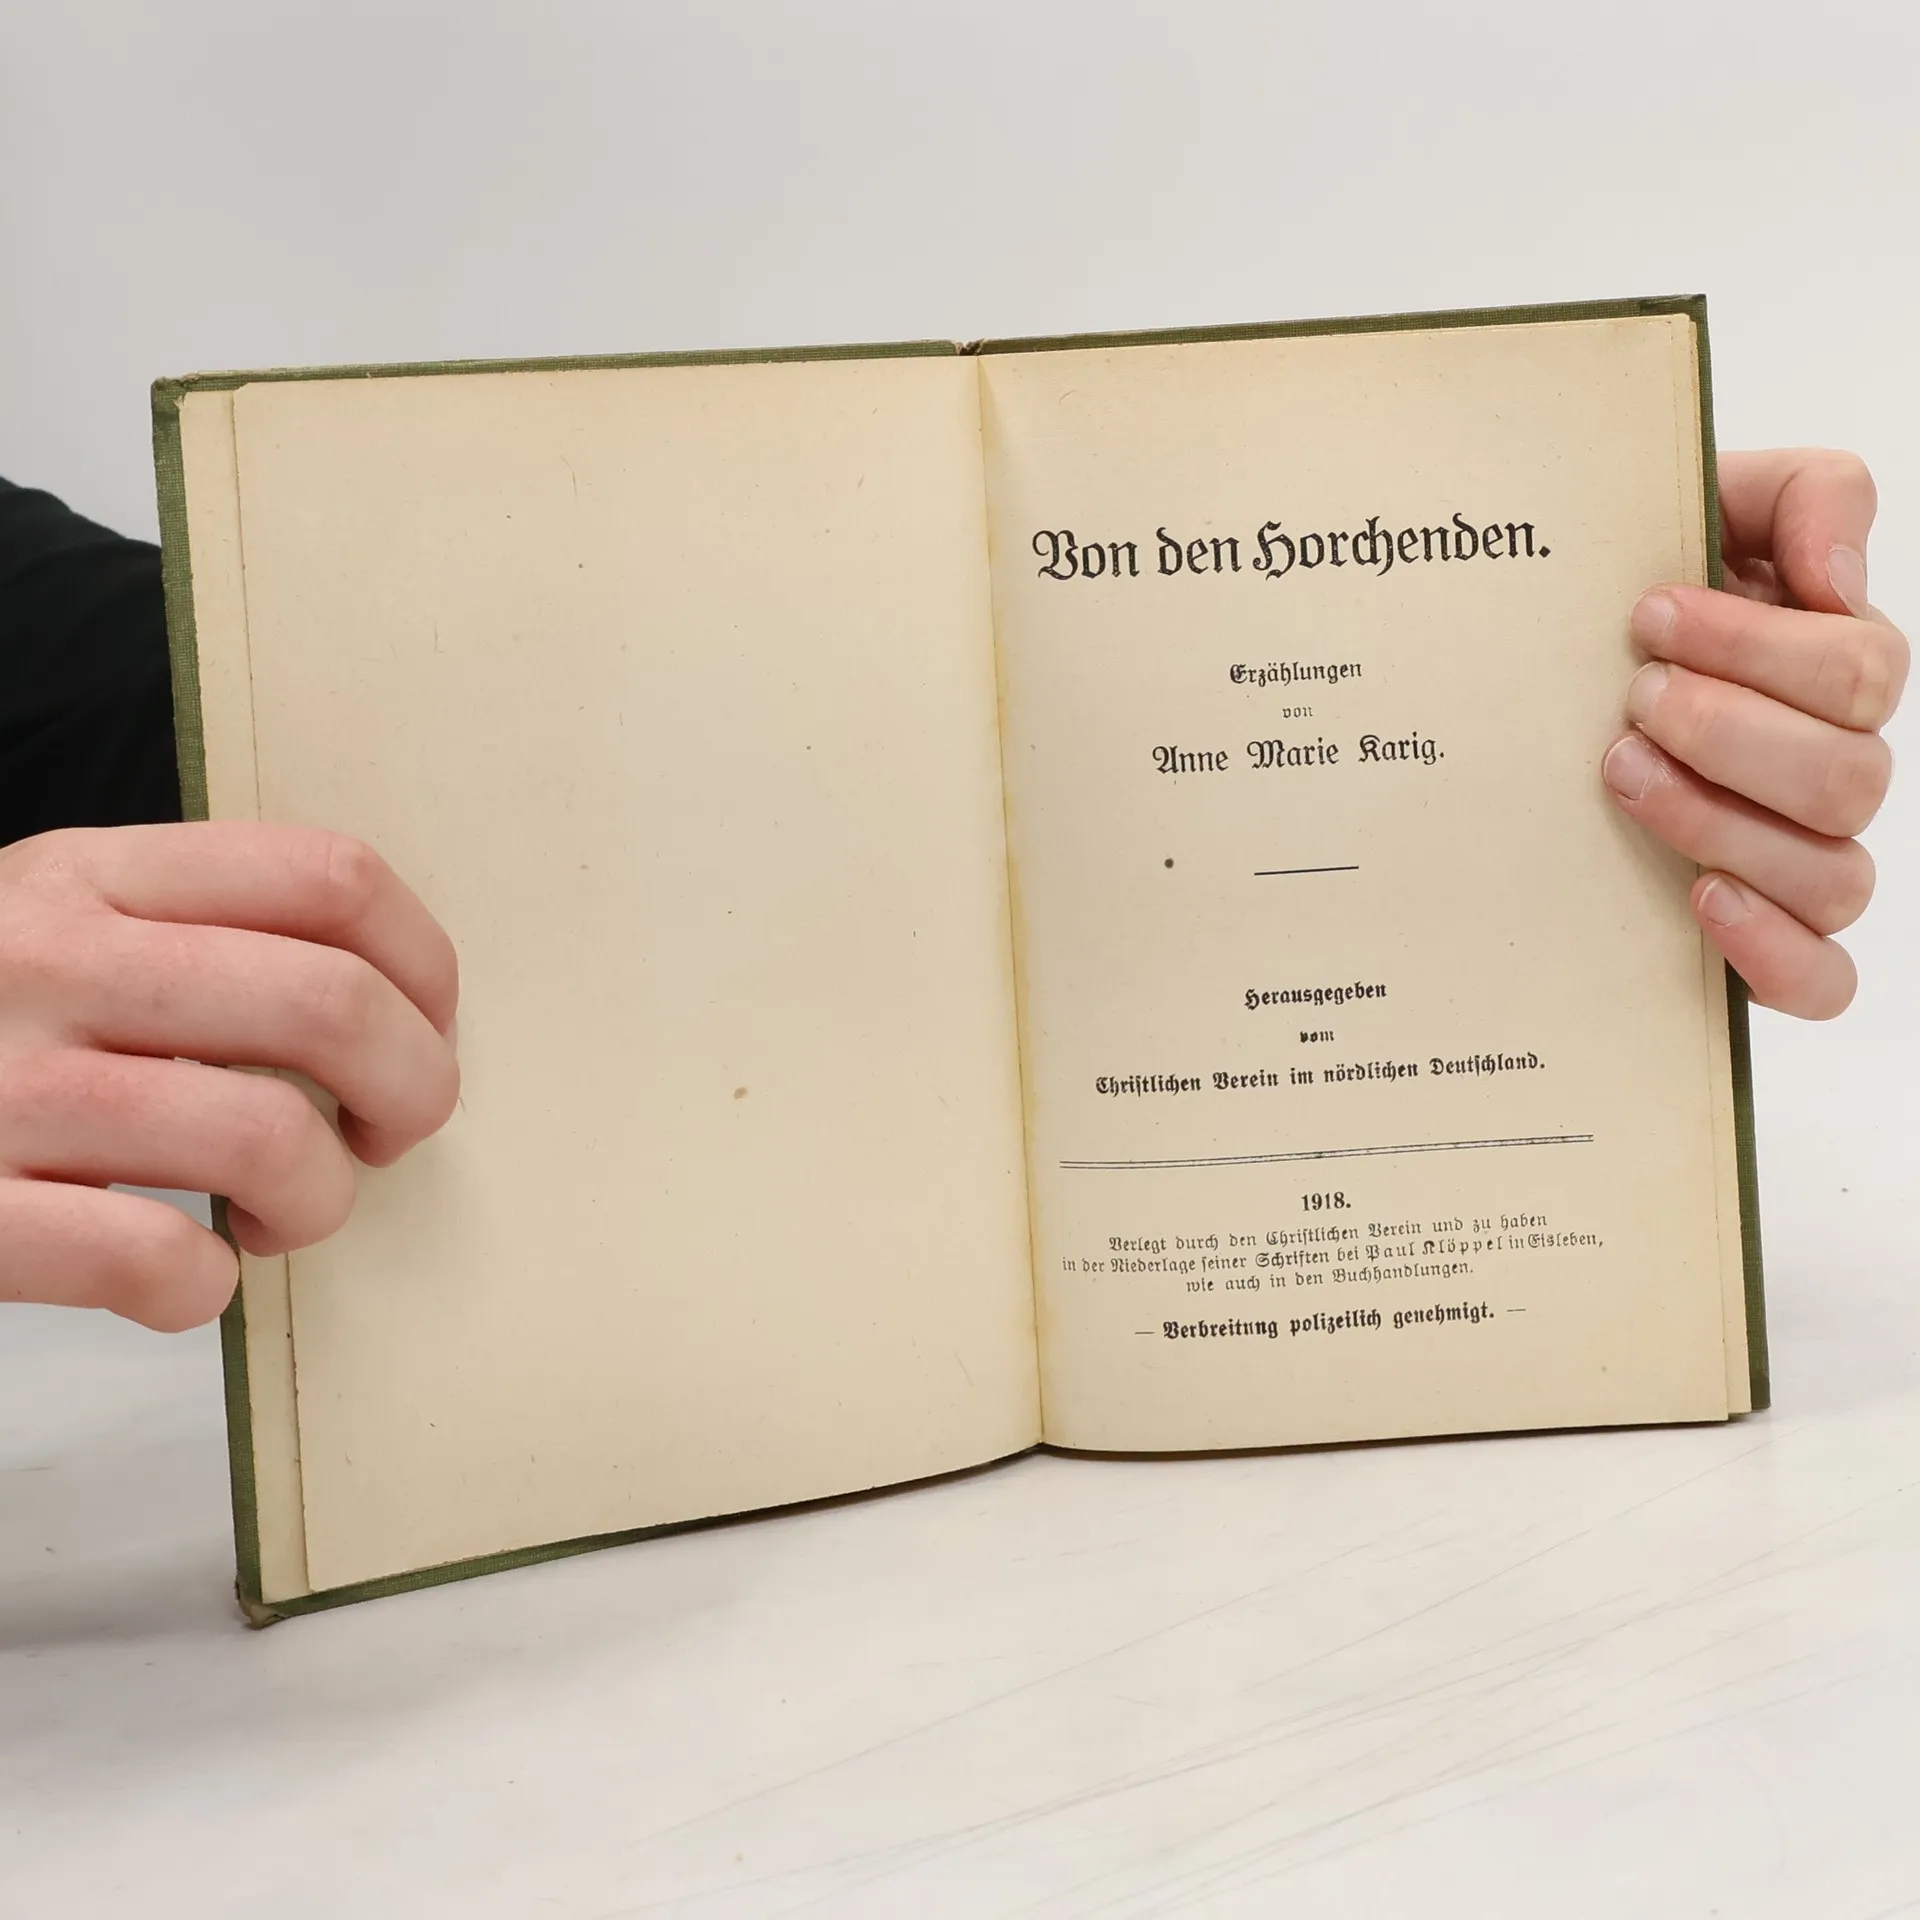 Von den Horchenden.
Erzählungen
von
Anne Marie Karig.
Herausgegeben
vom
Christlichen Verein im nördlichen Deutschland.
1918.
Verlegt durch den Christlichen Verein und zu haben
in der Niederlage seiner Schriften bei Paul Klöppel in Eisleben,
wie auch in den Buchhandlungen.
— Verbreitung polizeilich genehmigt. —